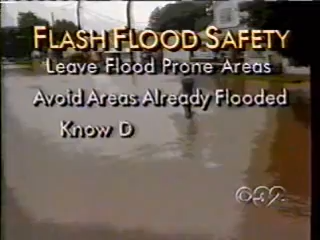 FLASH FLOOD SAFETY
Leave Flood Prone Areas
Avoid Areas Already Flooded
Know D